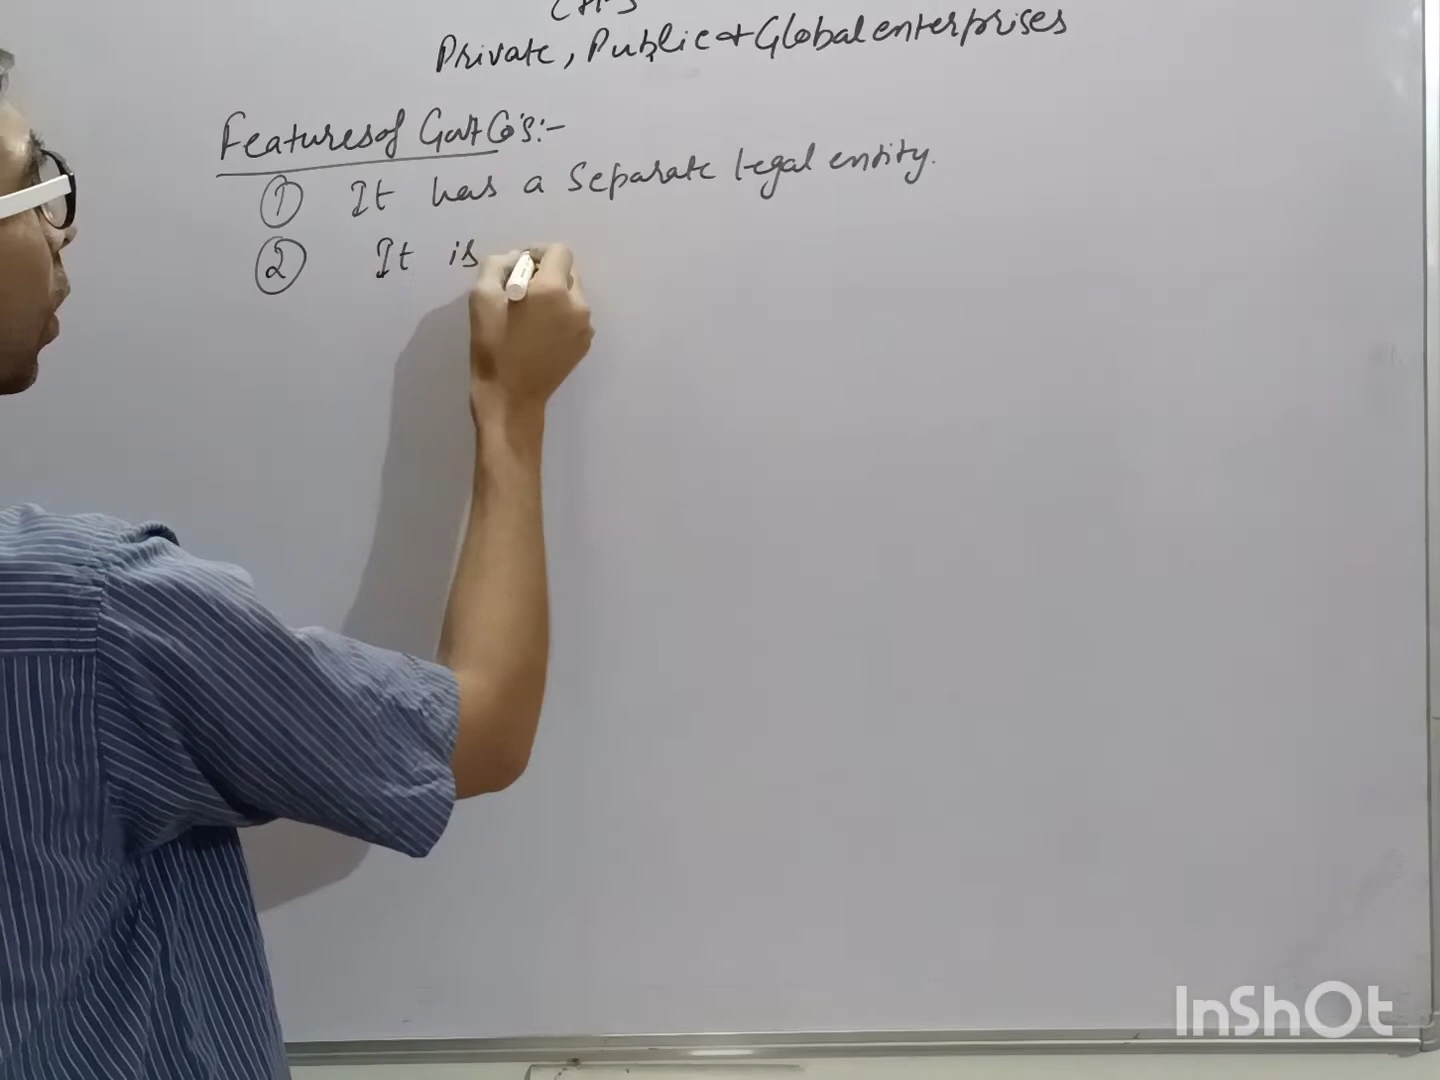 Private, Public & Global enterprises
Features of Govt Co's:-
① It has a separate legal entity.
② It is
InShOt